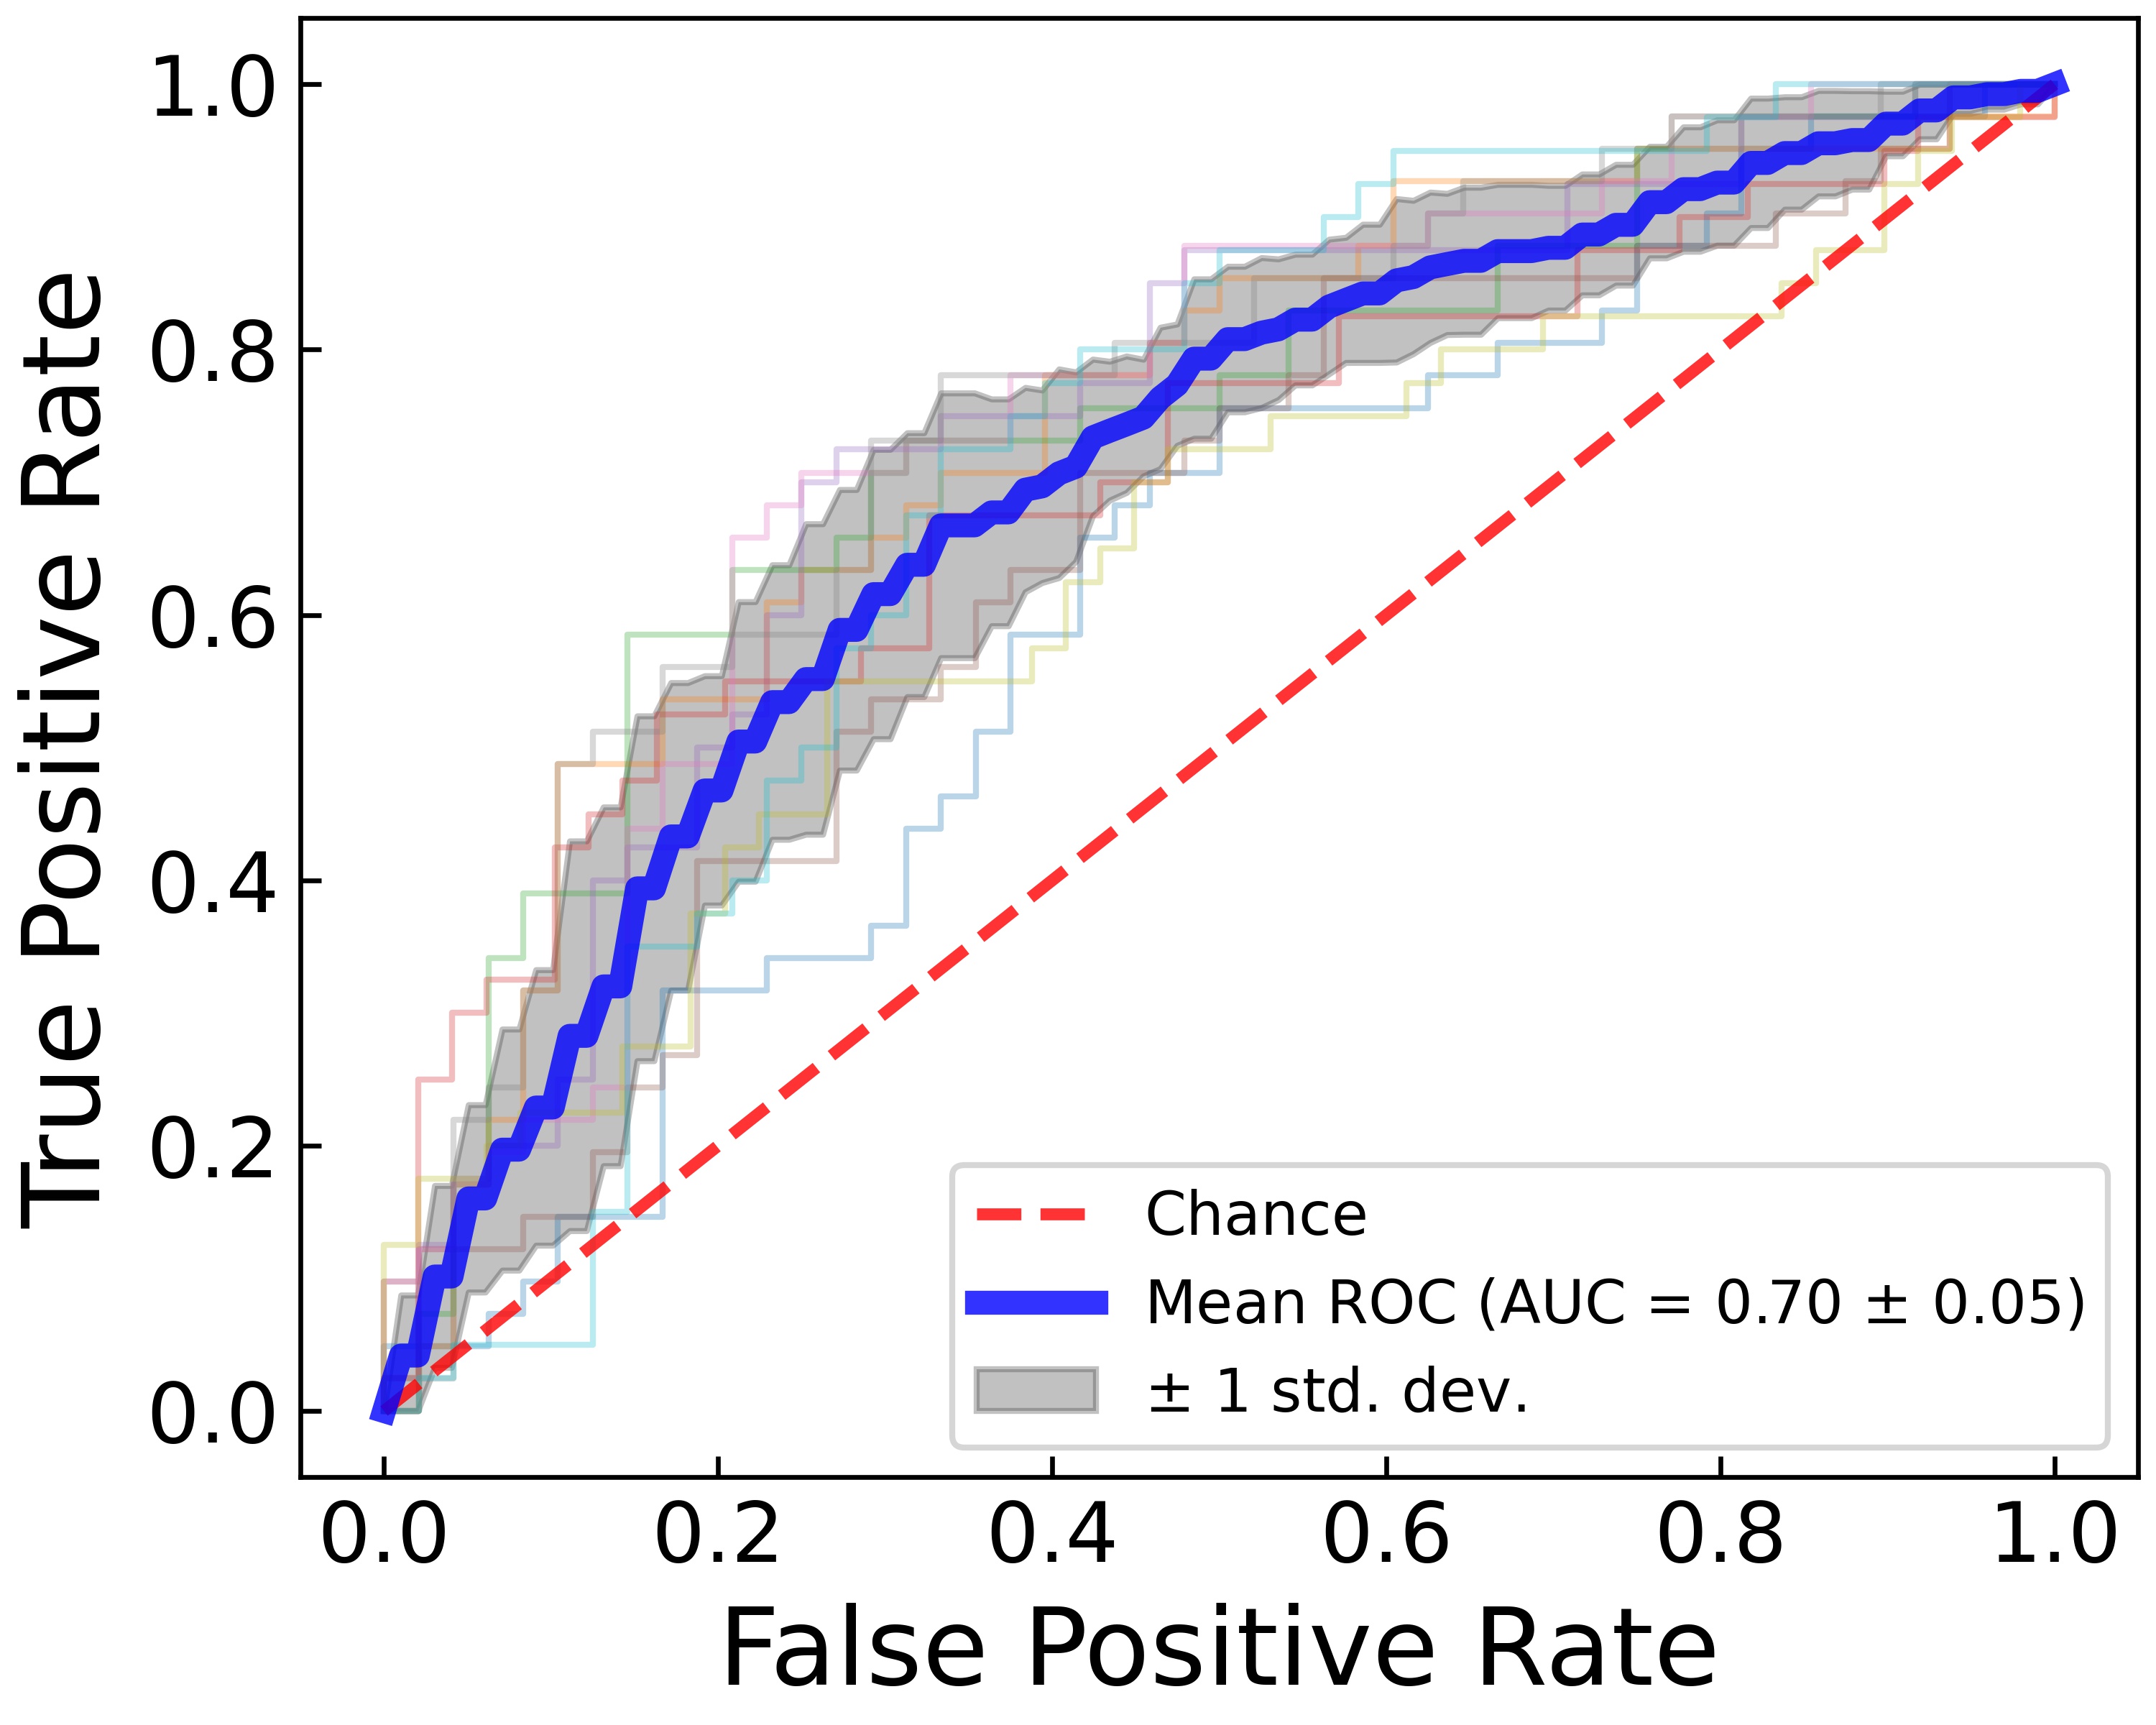 1.0
0.8
0.6
0.4
0.2
0.0
True Positive Rate
Chance
Mean ROC (AUC = 0.70 ± 0.05)
± 1 std. dev.
0.0 0.2 0.4 0.6 0.8 1.0
False Positive Rate